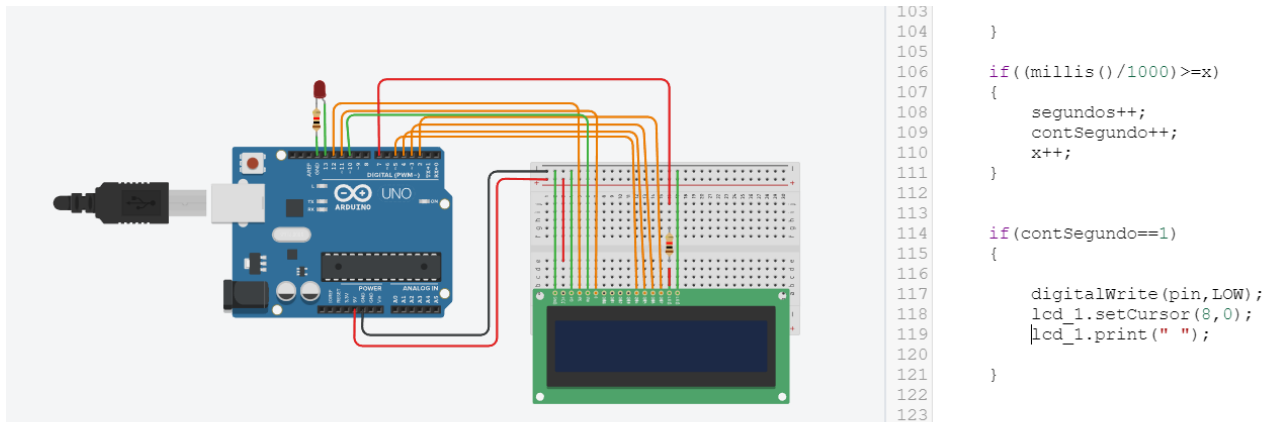 DIGITAL (PWM~)
UNO
ARDUINO
ON
POWER
ANALOG IN
103
104 }
105
106 if((millis()/1000)>=x)
107 {
108 segundos++;
109 contSegundo++;
110 x++;
111 }
112
113
114 if(contSegundo==1)
115 {
116
117 digitalWrite(pin,LOW);
118 lcd_1.setCursor(8,0);
119 lcd_1.print(" ");
120
121 }
122
123